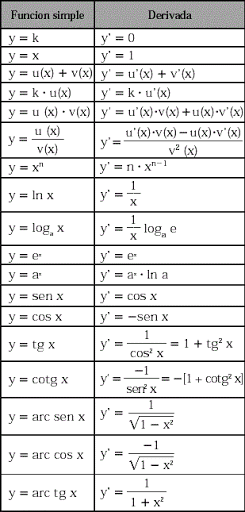 Funcion simple	Derivada
y = k	y' = 0
y = x	y' = 1
y = u(x) + v(x)	y' = u'(x) + v'(x)
y = k · u(x)	y' = k · u'(x)
y = u (x) · v(x)	y' = u'(x)·v(x)+u(x)·v'(x)
y = u (x) / v(x)	y' = u'(x)·v(x)−u(x)·v'(x) / v² (x)
y = xⁿ	y' = n · xⁿ⁻¹
y = ln x	y' = 1/x
y = logₐ x	y' = 1/x logₐ e
y = eˣ	y' = eˣ
y = aˣ	y' = aˣ · ln a
y = sen x	y' = cos x
y = cos x	y' = −sen x
y = tg x	y' = 1 / cos² x = 1 + tg² x
y = cotg x	y' = −1 / sen² x = −[1 + cotg² x]
y = arc sen x	y' = 1 / √(1 − x²)
y = arc cos x	y' = −1 / √(1 − x²)
y = arc tg x	y' = 1 / 1 + x²